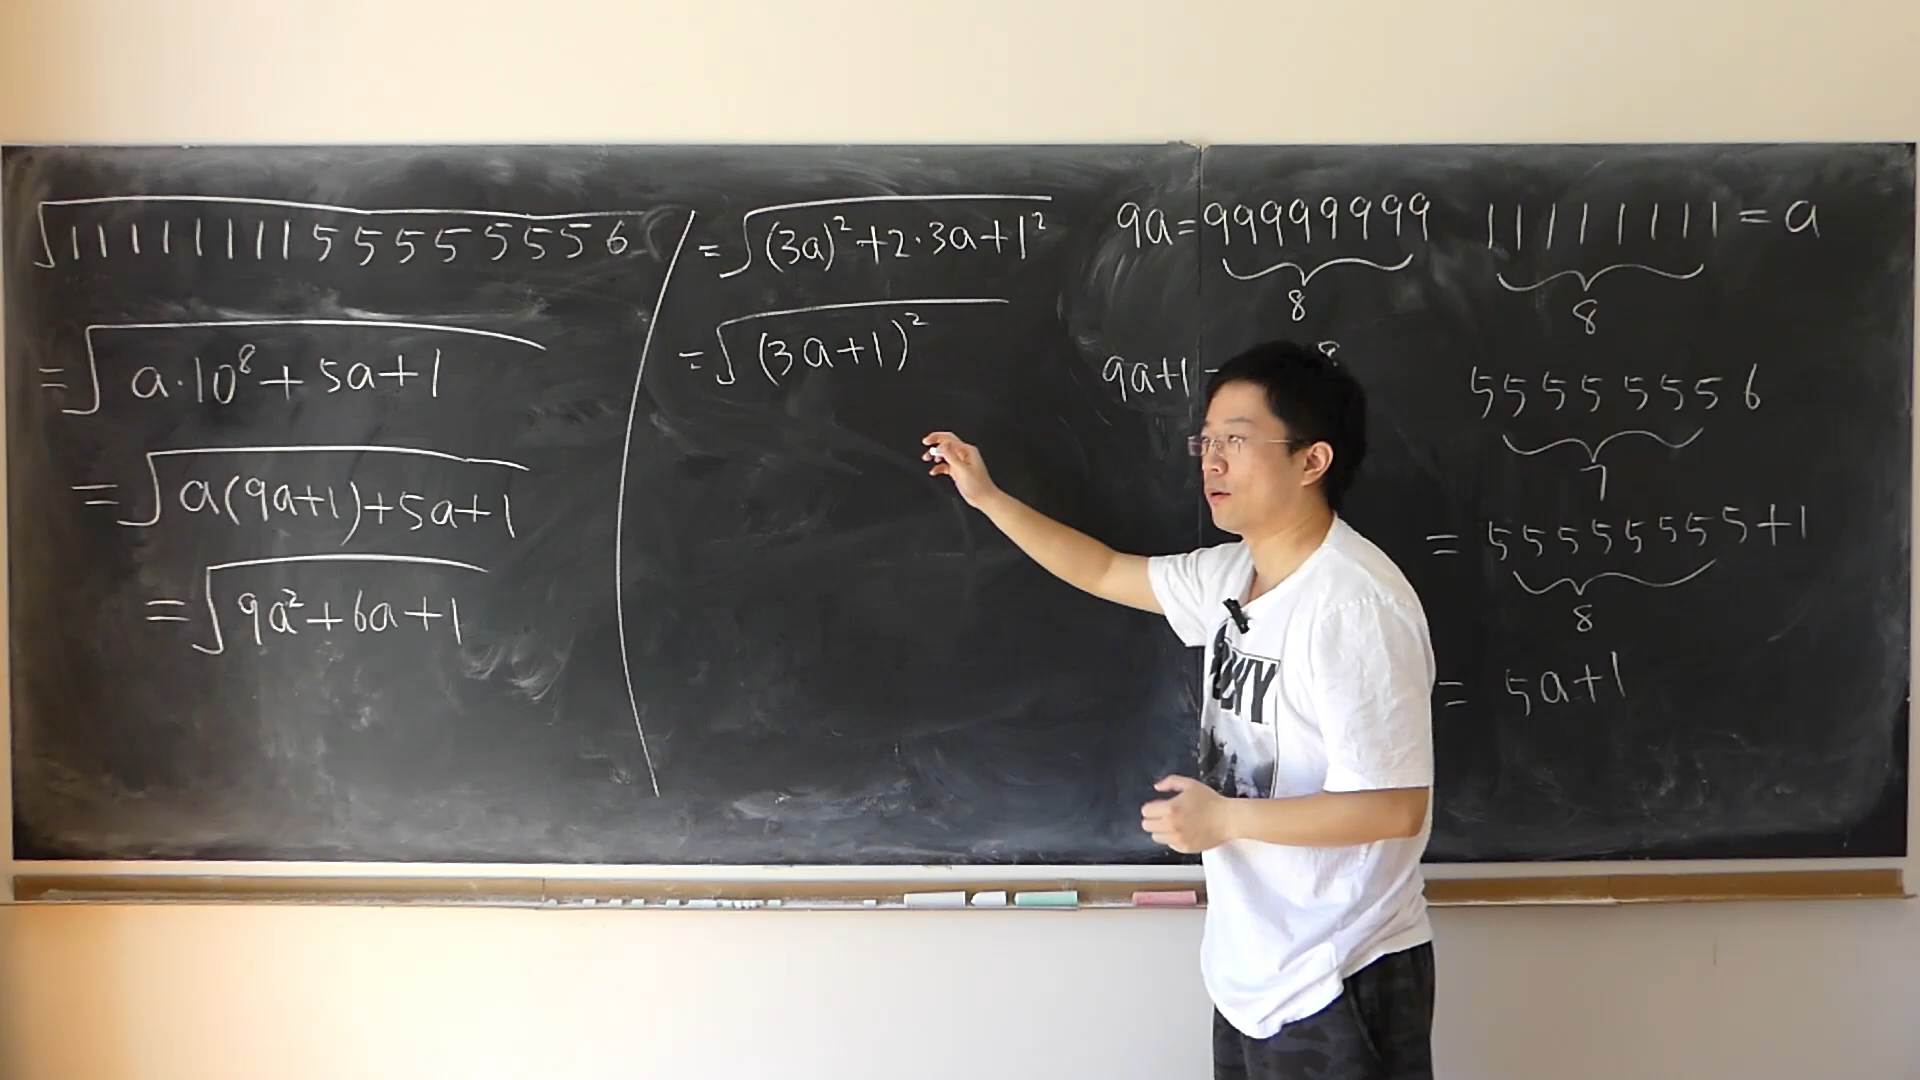 √1111111155555556
= √a·10⁸ + 5a+1
= √a(9a+1)+5a+1
= √9a²+6a+1
= √(3a)²+2·3a+1²
= √(3a+1)²
9a=99999999
8
9a+1 =
8
11111111 = a
8
55555556
7
= 55555555+1
8
= 5a+1